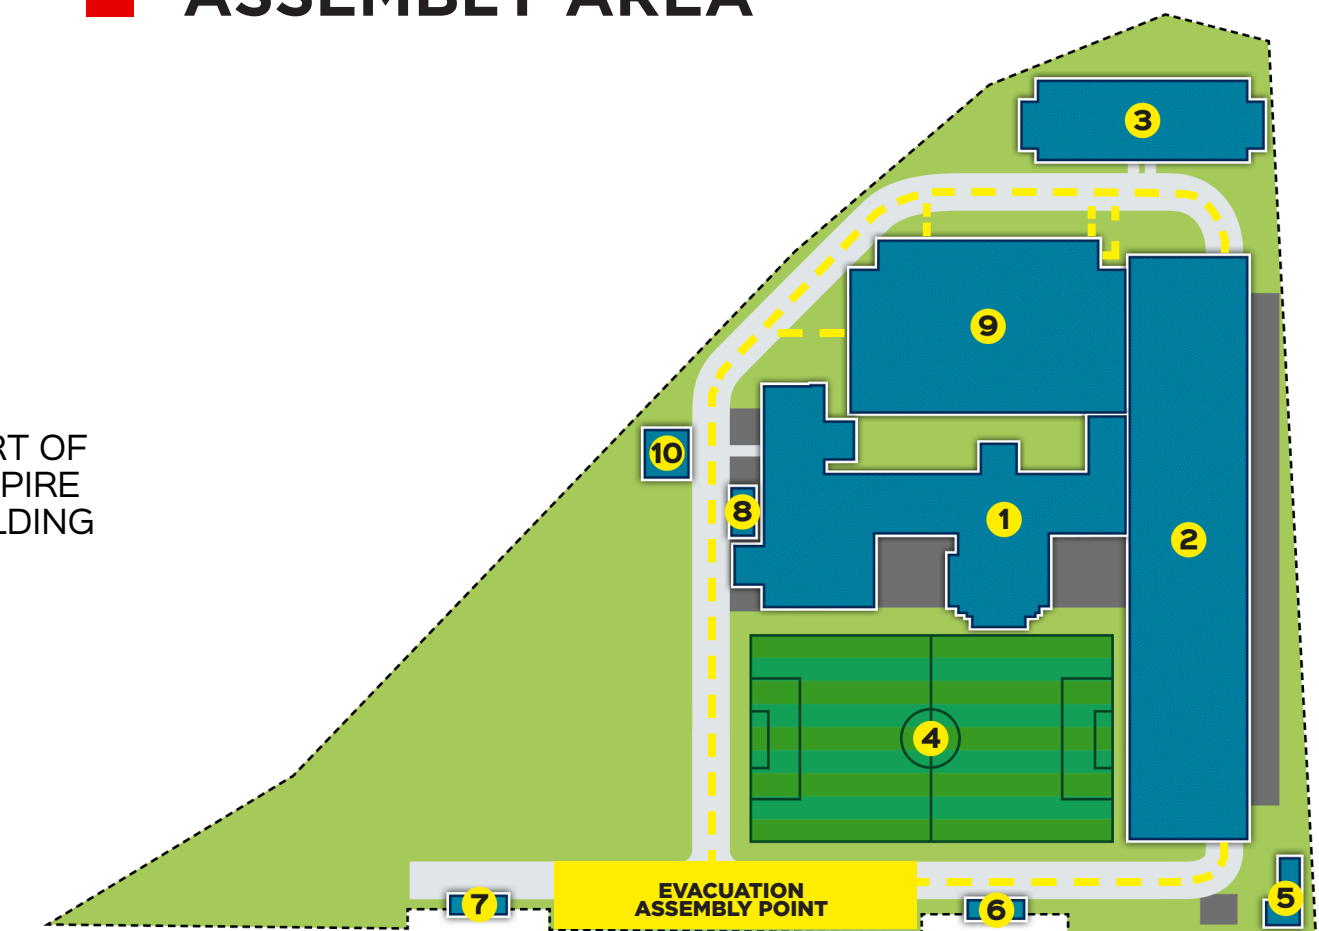 ASSEMBLY AREA
3
9
RT OF
PIRE
LDING
10
8
1
2
4
EVACUATION
ASSEMBLY POINT
7
6
5